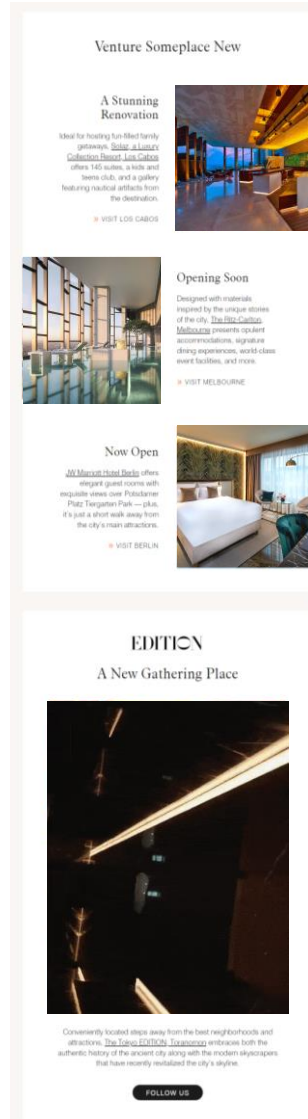 Venture Someplace New
A Stunning
Renovation
Ideal for hosting fun-filled family
getaways, Solaz, a Luxury
Collection Resort, Los Cabos
offers 145 suites, a kids and
teens club, and a gallery
featuring nautical artifacts from
the destination.
» VISIT LOS CABOS
Opening Soon
Designed with materials
inspired by the unique stories
of the city, The Ritz-Carlton,
Melbourne presents opulent
accommodations, signature
dining experiences, world-class
event facilities, and more.
» VISIT MELBOURNE
Now Open
JW Marriott Hotel Berlin offers
elegant guest rooms with
exquisite views over Potsdamer
Platz Tiergarten Park — plus,
it's just a short walk away from
the city's main attractions.
» VISIT BERLIN
EDITION
A New Gathering Place
Conveniently located steps away from the best neighborhoods and
attractions, The Tokyo EDITION, Toranomon embraces both the
authentic history of the ancient city along with the modern skyscrapers
that have recently revitalized the city's skyline.
FOLLOW US